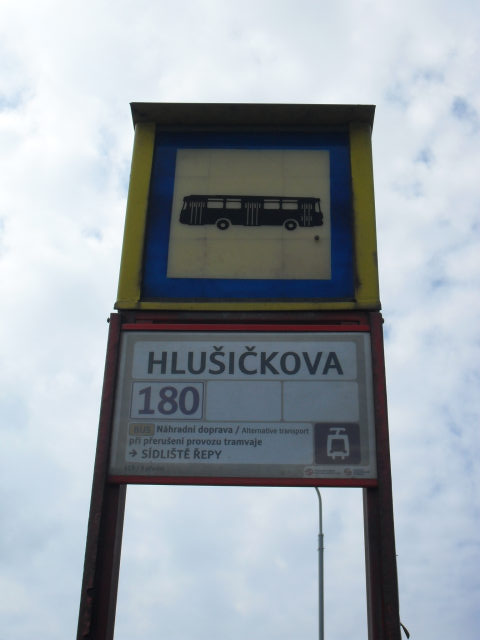 HLUŠIČKOVA
180
BUS Náhradní doprava / Alternative transport
při přerušení provozu tramvaje
→ SÍDLIŠTĚ ŘEPY